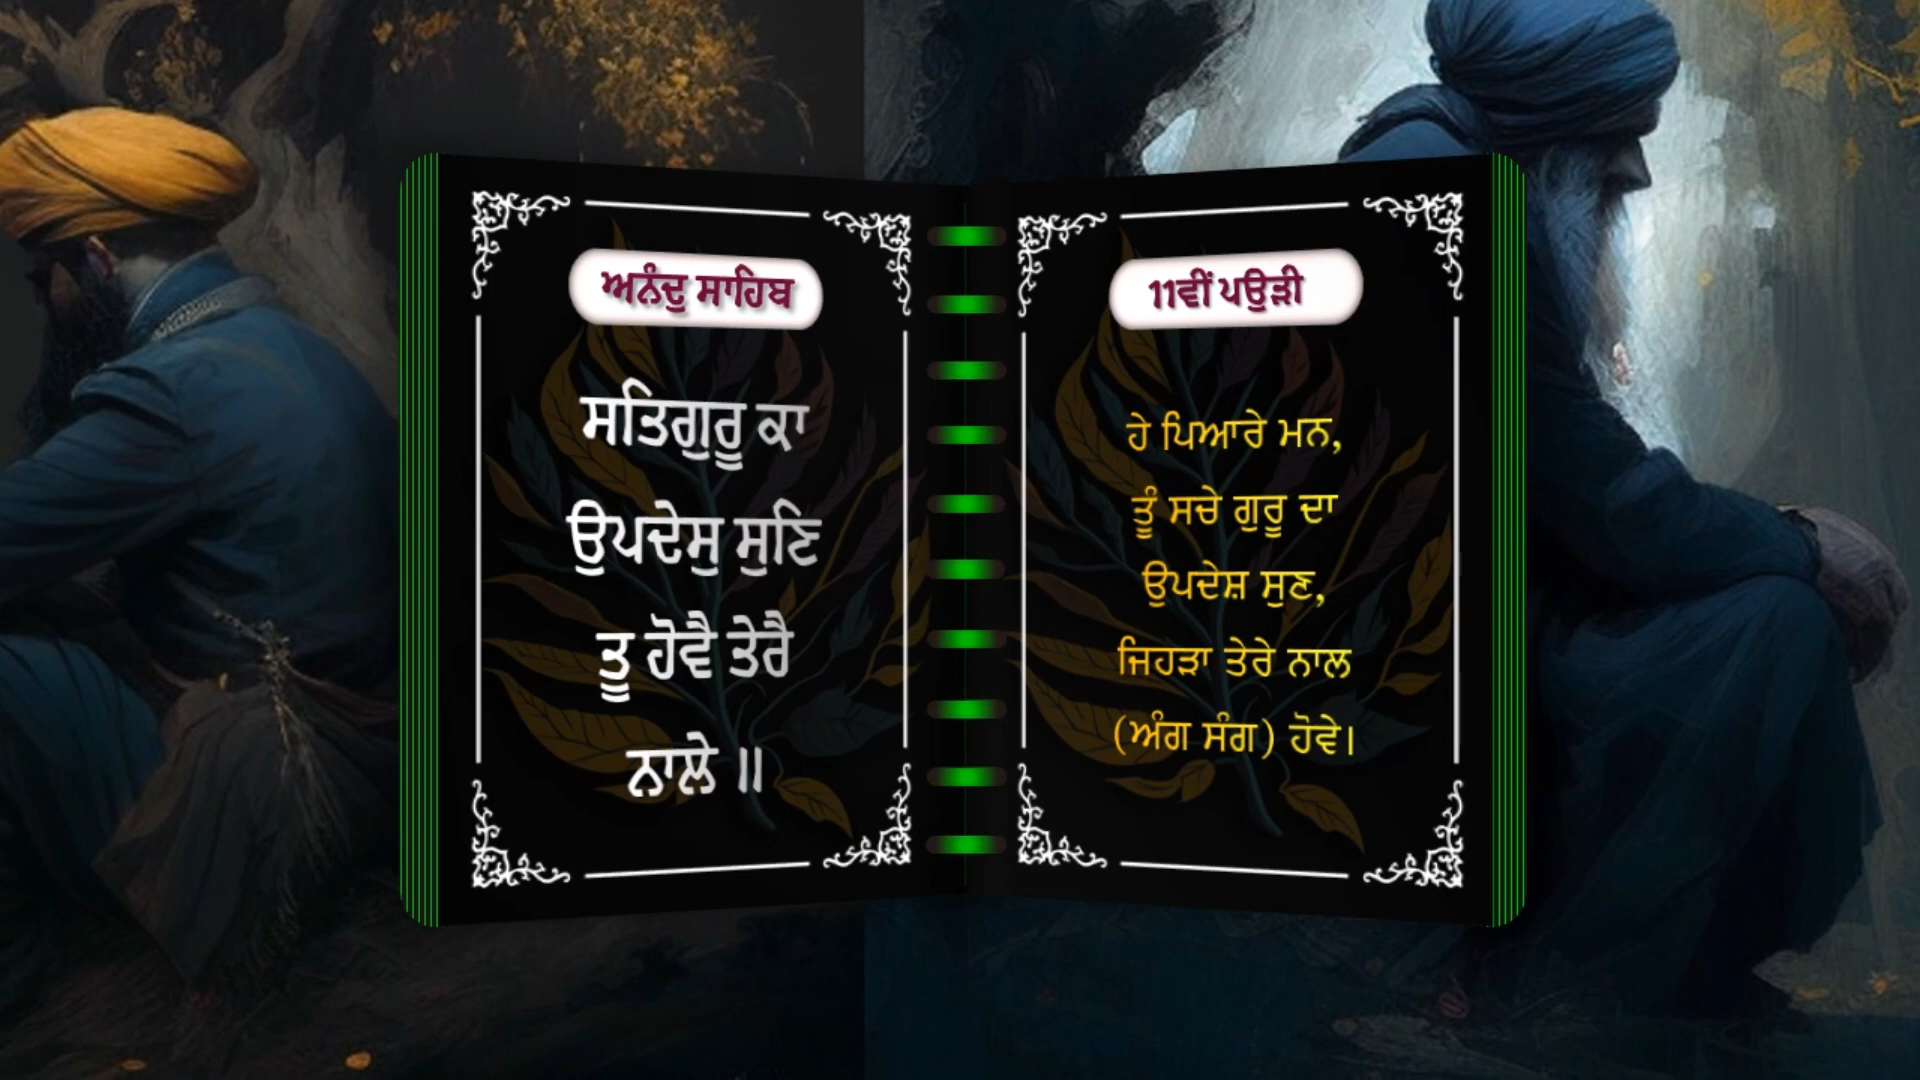 ਅਨੰਦੁ ਸਾਹਿਬ
ਸਤਿਗੁਰੂ ਕਾ
ਉਪਦੇਸੁ ਸੁਣਿ
ਤੂ ਹੋਵੈ ਤੇਰੈ
ਨਾਲੇ ॥
11ਵੀਂ ਪਉੜੀ
ਹੇ ਪਿਆਰੇ ਮਨ,
ਤੂੰ ਸਚੇ ਗੁਰੂ ਦਾ
ਉਪਦੇਸ਼ ਸੁਣ,
ਜਿਹੜਾ ਤੇਰੇ ਨਾਲ
(ਅੰਗ ਸੰਗ) ਹੋਵੇ।